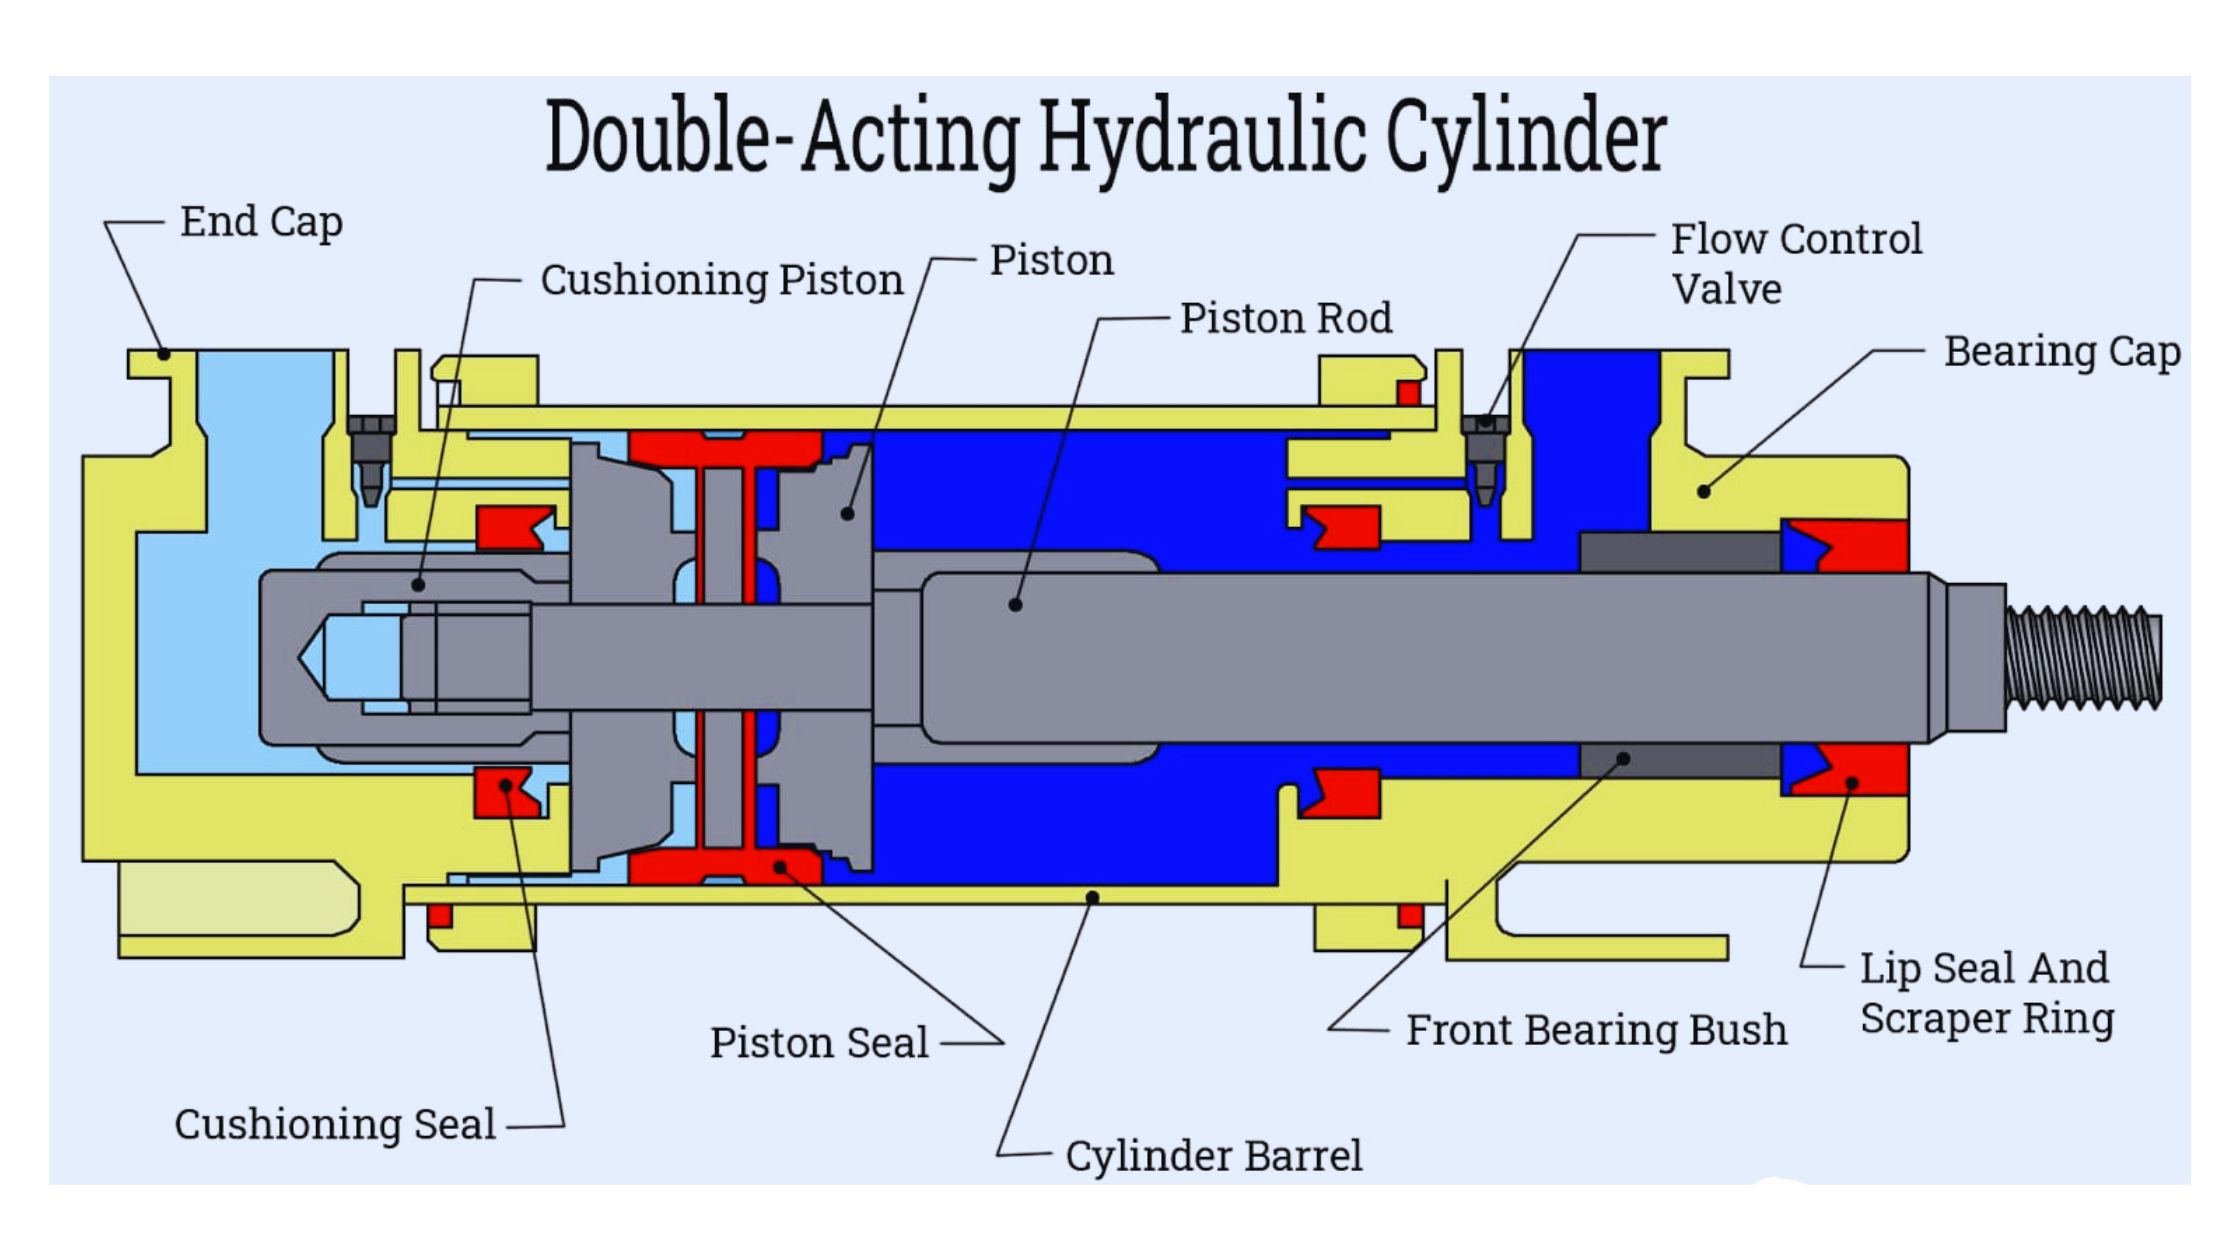 Double-Acting Hydraulic Cylinder
End Cap
Cushioning Piston
Piston
Piston Rod
Flow Control
Valve
Bearing Cap
Cushioning Seal
Piston Seal
Cylinder Barrel
Front Bearing Bush
Lip Seal And
Scraper Ring